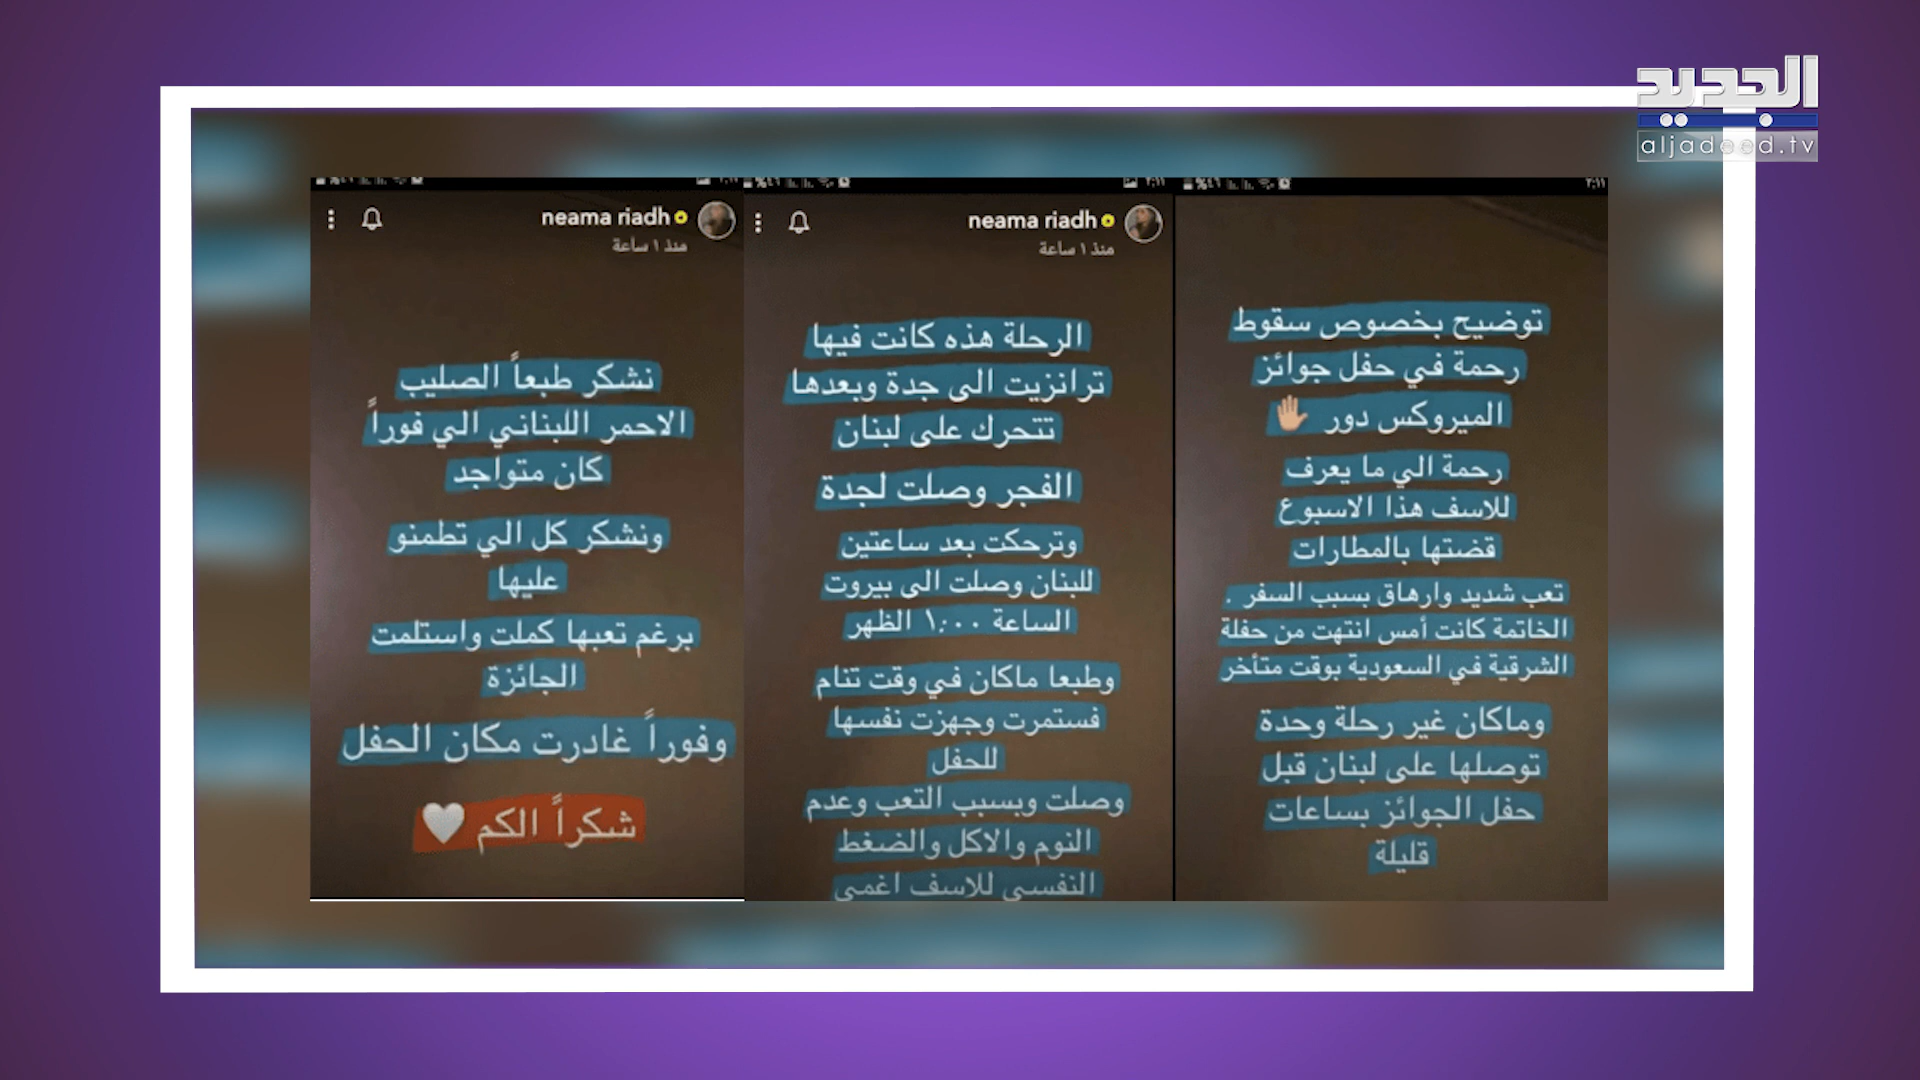 الجديد
aljadeed.tv
neama riadh
منذ ١ ساعة
neama riadh
منذ ١ ساعة
توضيح بخصوص سقوط
رحمة في حفل جوائز
الميروكس دور 🖐🏼
رحمة الي ما يعرف
للاسف هذا الاسبوع
قضتها بالمطارات
تعب شديد وارهاق بسبب السفر .
الخاتمة كانت أمس انتهت من حفلة
الشرقية في السعودية بوقت متأخر
وماكان غير رحلة وحدة
توصلها على لبنان قبل
حفل الجوائز بساعات
قليلة
الرحلة هذه كانت فيها
ترانزيت الى جدة وبعدها
تتحرك على لبنان
الفجر وصلت لجدة
وترحكت بعد ساعتين
للبنان وصلت الى بيروت
الساعة ١:٠٠ الظهر
وطبعا ماكان في وقت تنام
فستمرت وجهزت نفسها
للحفل
وصلت وبسبب التعب وعدم
النوم والاكل والضغط
النفسي للاسف اغمى
نشكر طبعاً الصليب
الاحمر اللبناني الي فوراً
كان متواجد
ونشكر كل الي تطمنو
عليها
برغم تعبها كملت واستلمت
الجائزة
وفوراً غادرت مكان الحفل
شكراً الكم 🤍